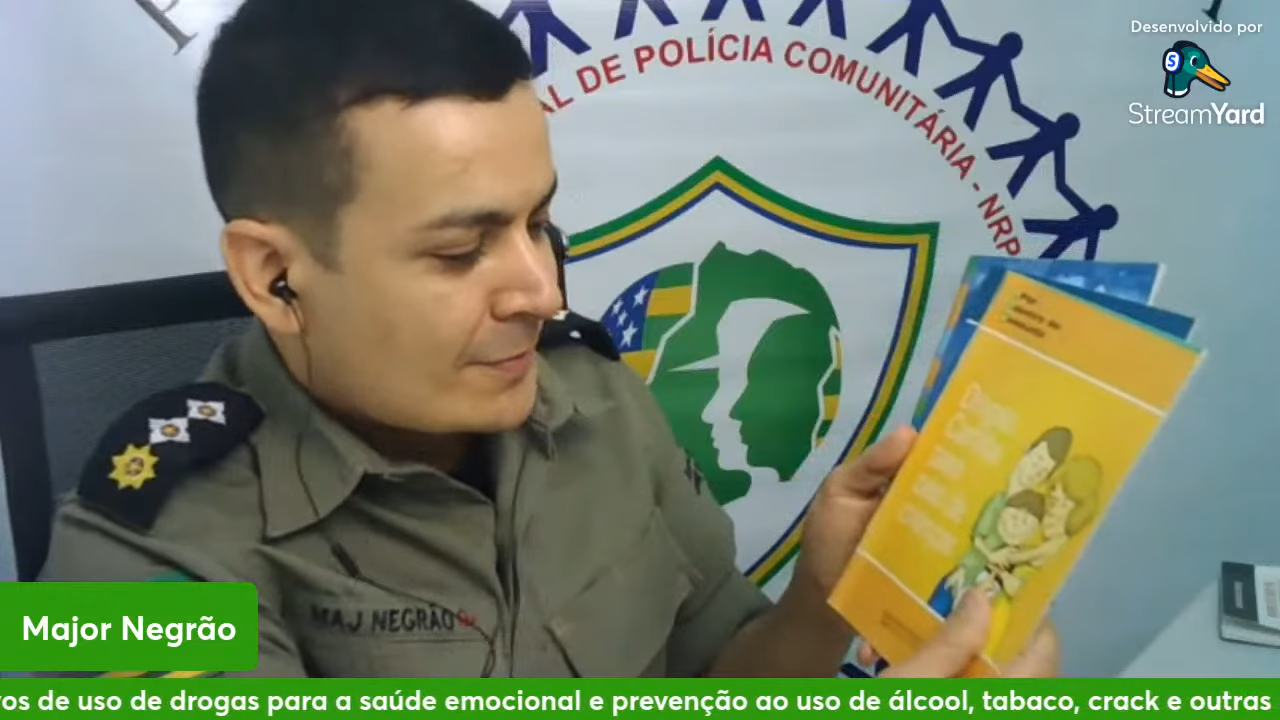 Desenvolvido por
StreamYard
AL DE POLÍCIA COMUNITÁRIA - NRP
MAJ NEGRÃO
Major Negrão
os de uso de drogas para a saúde emocional e prevenção ao uso de álcool, tabaco, crack e outras